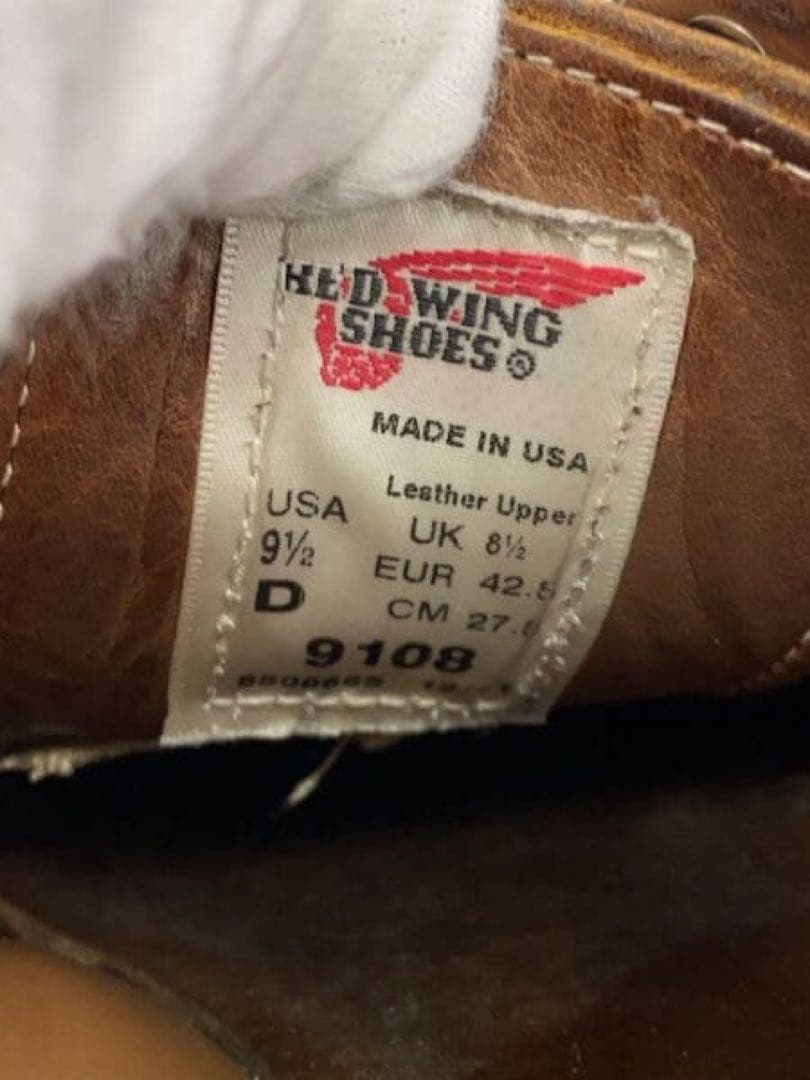 RED WING
SHOES ®
MADE IN USA
Leather Upper
USA
9½
D
UK 8½
EUR 42.5
CM 27.5
9108